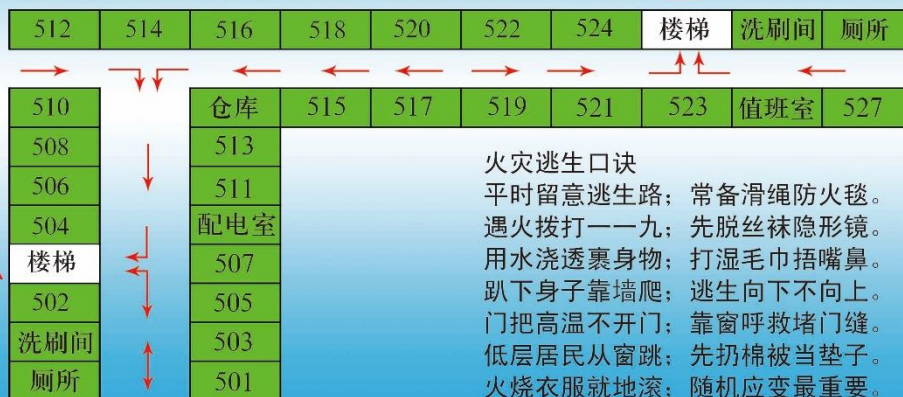 512 514 516 518 520 522 524 楼梯 洗刷间 厕所
510 仓库 515 517 519 521 523 值班室 527
508 513
506 511
504 配电室
楼梯 507
502 505
洗刷间 503
厕所 501
火灾逃生口诀
平时留意逃生路；常备滑绳防火毯。
遇火拨打一一九；先脱丝袜隐形镜。
用水浇透裹身物；打湿毛巾捂嘴鼻。
趴下身子靠墙爬；逃生向下不向上。
门把高温不开门；靠窗呼救堵门缝。
低层居民从窗跳；先扔棉被当垫子。
火烧衣服就地滚；随机应变最重要。